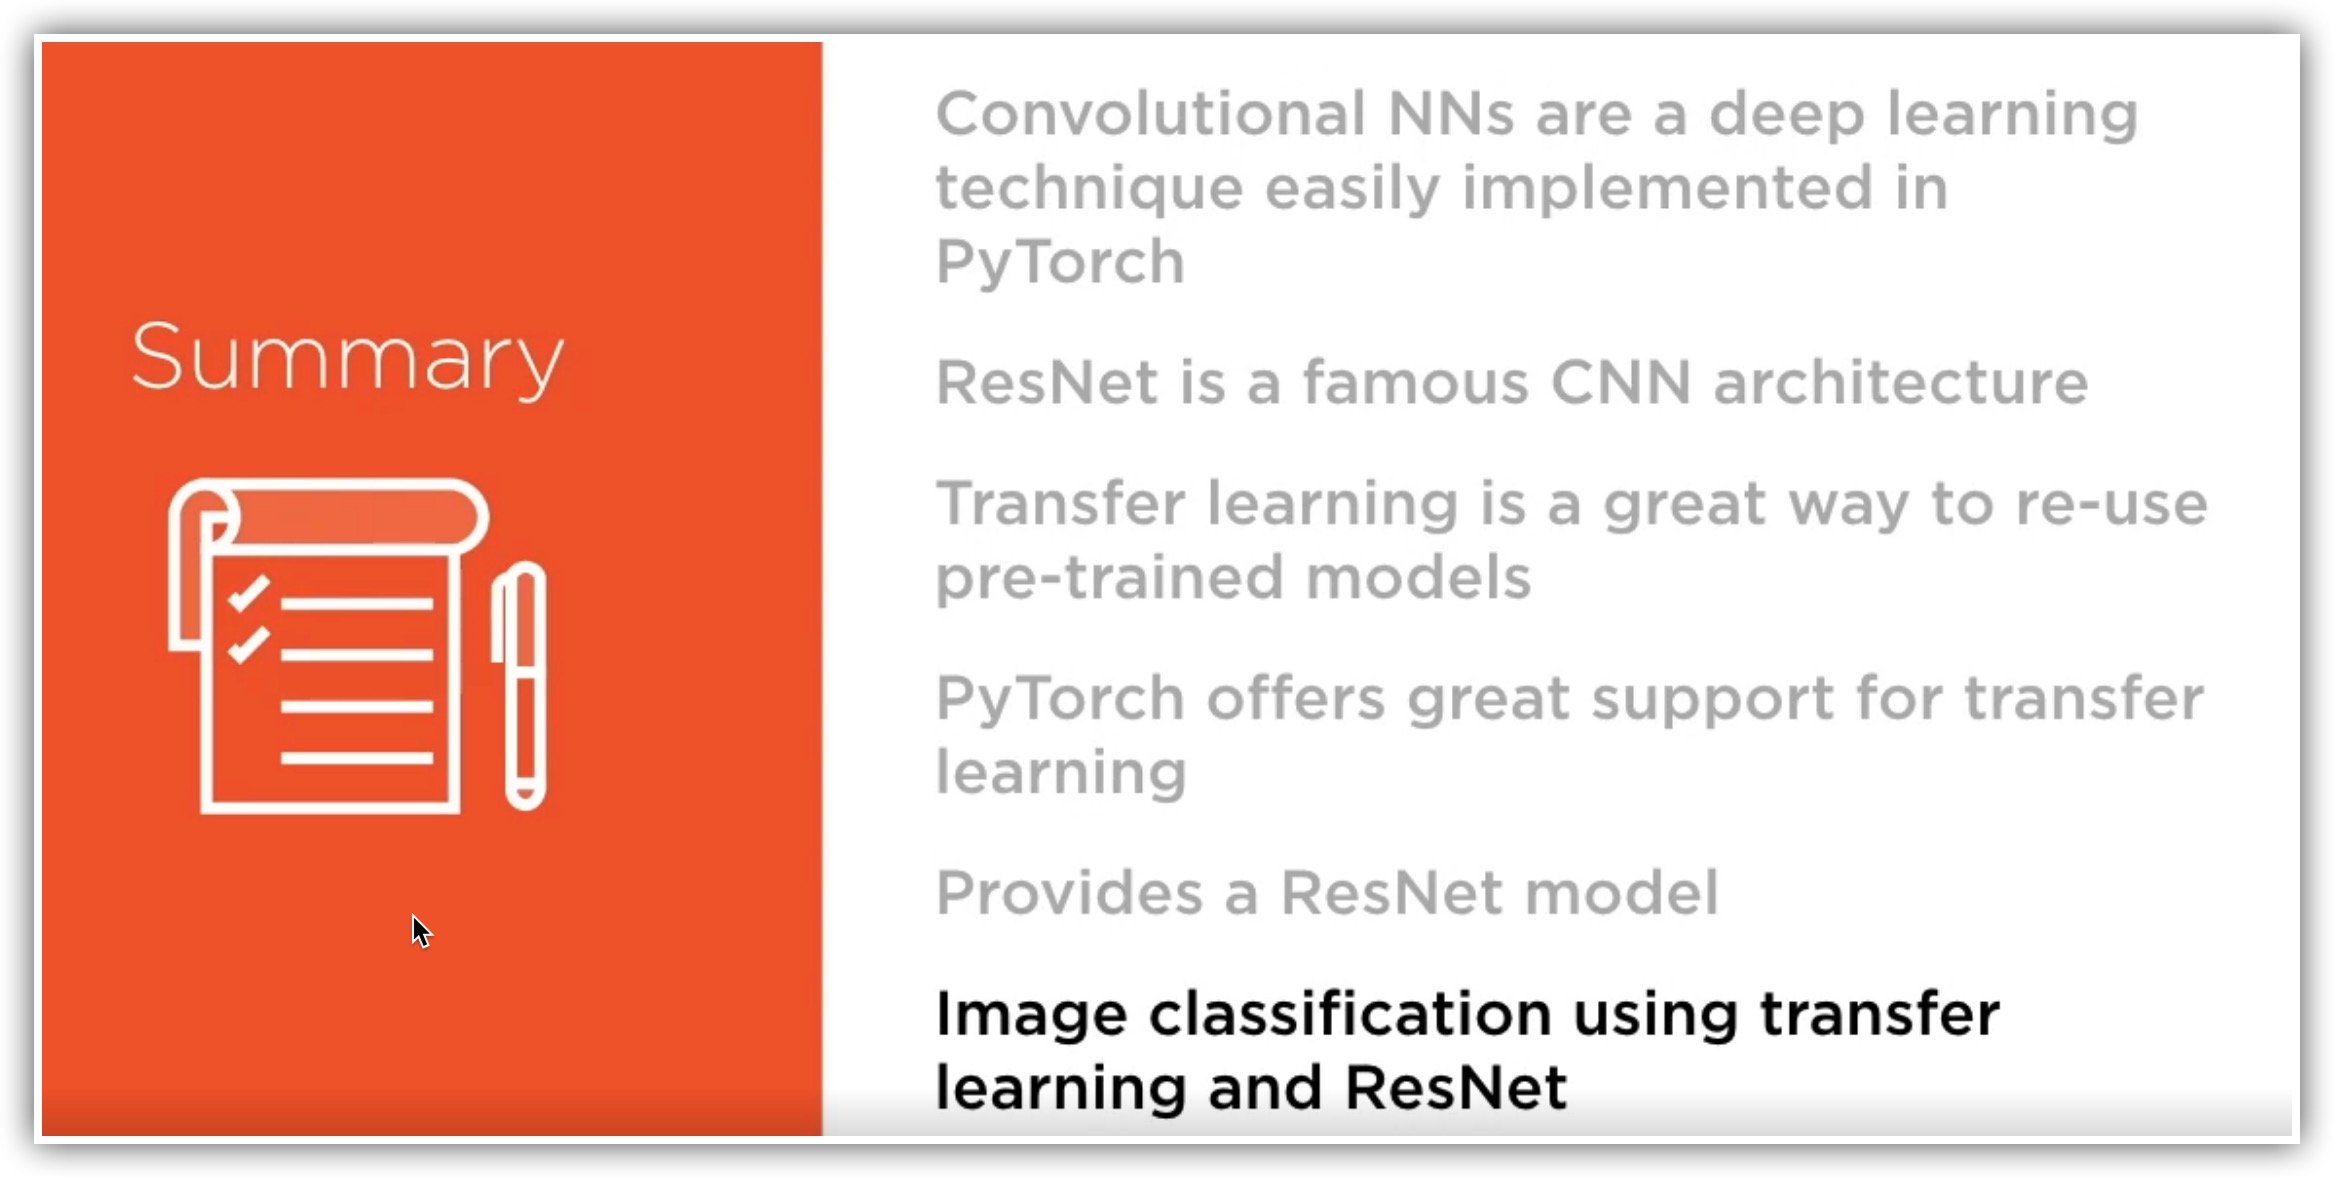 Summary
Convolutional NNs are a deep learning
technique easily implemented in
PyTorch
ResNet is a famous CNN architecture
Transfer learning is a great way to re-use
pre-trained models
PyTorch offers great support for transfer
learning
Provides a ResNet model
Image classification using transfer
learning and ResNet